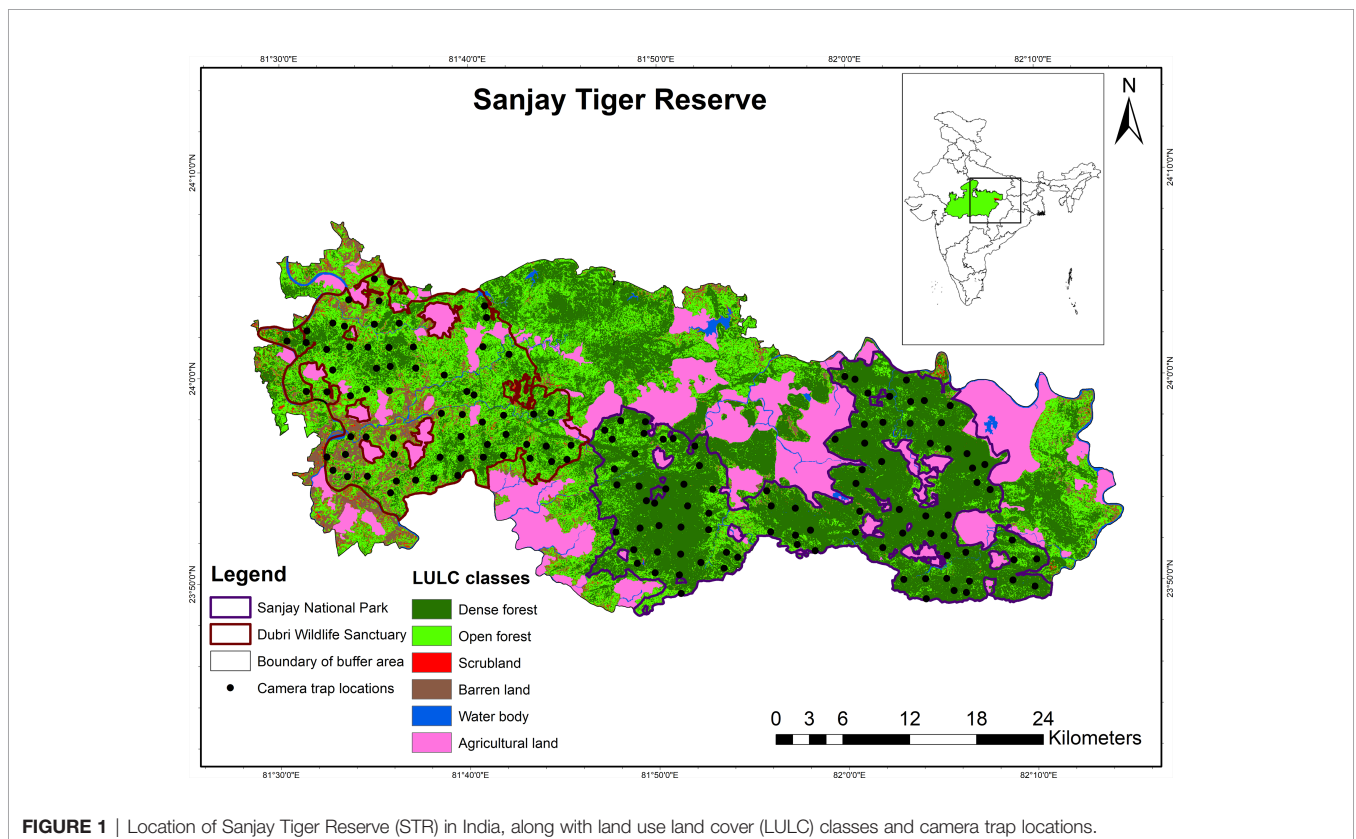 81°30'0"E 81°40'0"E 81°50'0"E 82°0'0"E 82°10'0"E
Sanjay Tiger Reserve
N
24°10'0"N 24°10'0"N
24°0'0"N 24°0'0"N
23°50'0"N 23°50'0"N
Legend
Sanjay National Park
Dubri Wildlife Sanctuary
Boundary of buffer area
Camera trap locations
LULC classes
Dense forest
Open forest
Scrubland
Barren land
Water body
Agricultural land
0 3 6 12 18 24
Kilometers
81°30'0"E 81°40'0"E 81°50'0"E 82°0'0"E 82°10'0"E
FIGURE 1 | Location of Sanjay Tiger Reserve (STR) in India, along with land use land cover (LULC) classes and camera trap locations.